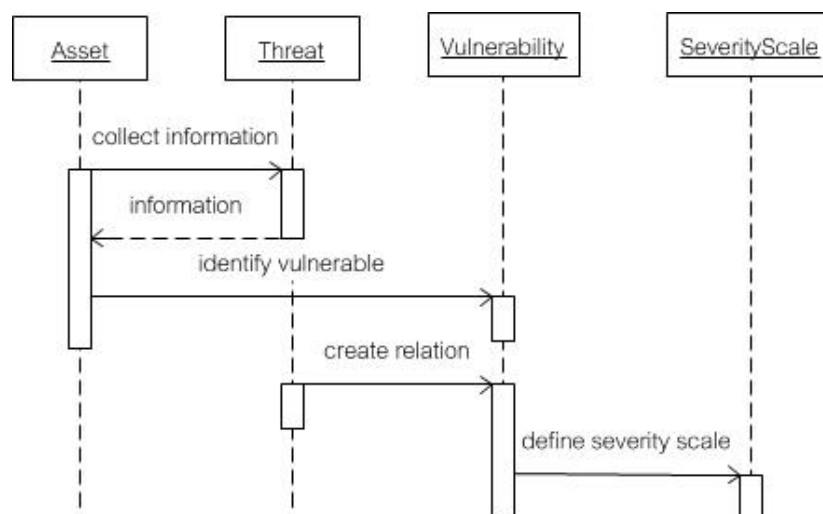 Asset
Threat
Vulnerability
SeverityScale
collect information
information
identify vulnerable
create relation
define severity scale